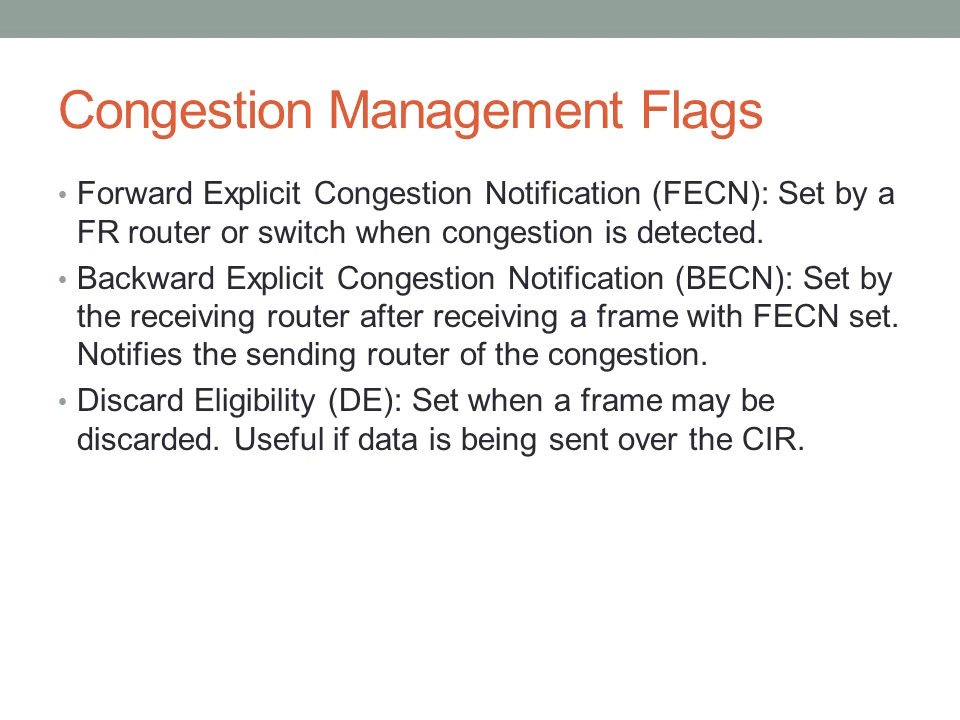 Congestion Management Flags
• Forward Explicit Congestion Notification (FECN): Set by a
FR router or switch when congestion is detected.
• Backward Explicit Congestion Notification (BECN): Set by
the receiving router after receiving a frame with FECN set.
Notifies the sending router of the congestion.
• Discard Eligibility (DE): Set when a frame may be
discarded. Useful if data is being sent over the CIR.